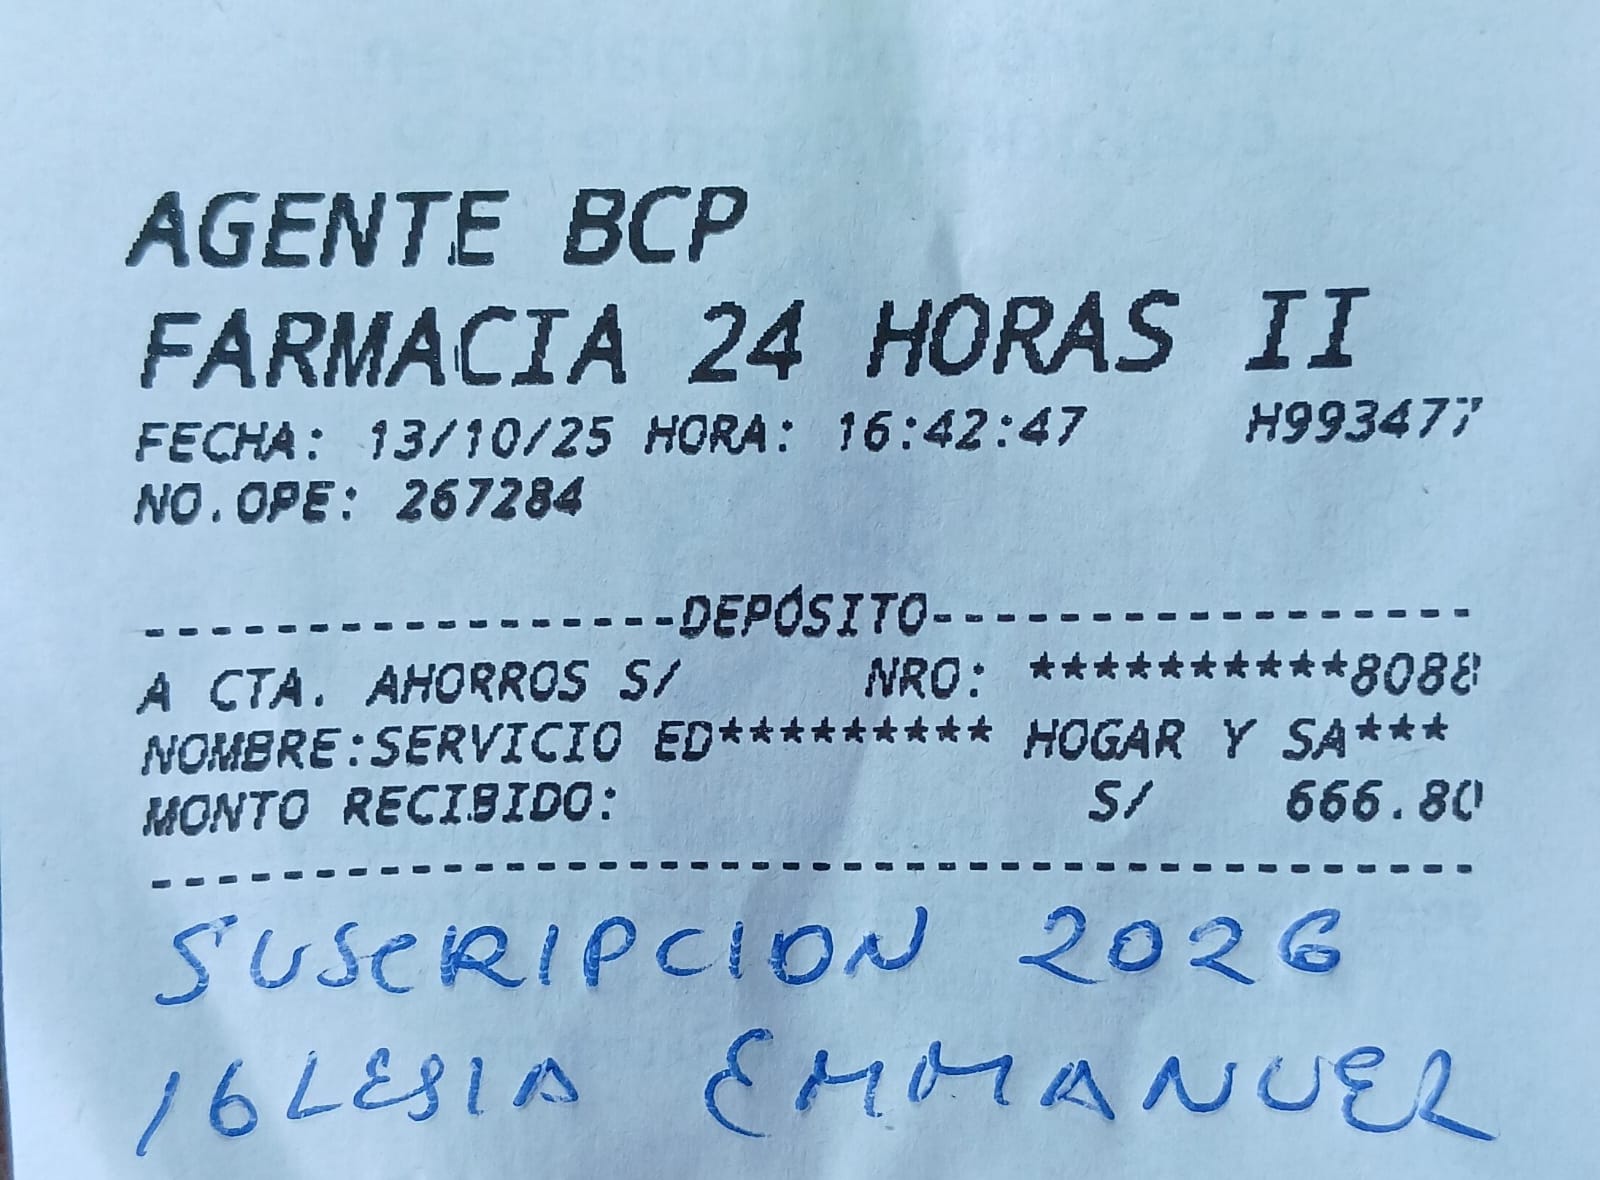 AGENTE BCP
FARMACIA 24 HORAS II
FECHA: 13/10/25 HORA: 16:42:47 H993477
NO.OPE: 267284
-----------------DEPÓSITO-----------------
A CTA. AHORROS S/ NRO: **********8088
NOMBRE:SERVICIO ED********* HOGAR Y SA***
MONTO RECIBIDO: S/ 666.80
-----------------------------------------
SUSCRIPCION 2026
IGLESIA EMMANUEL